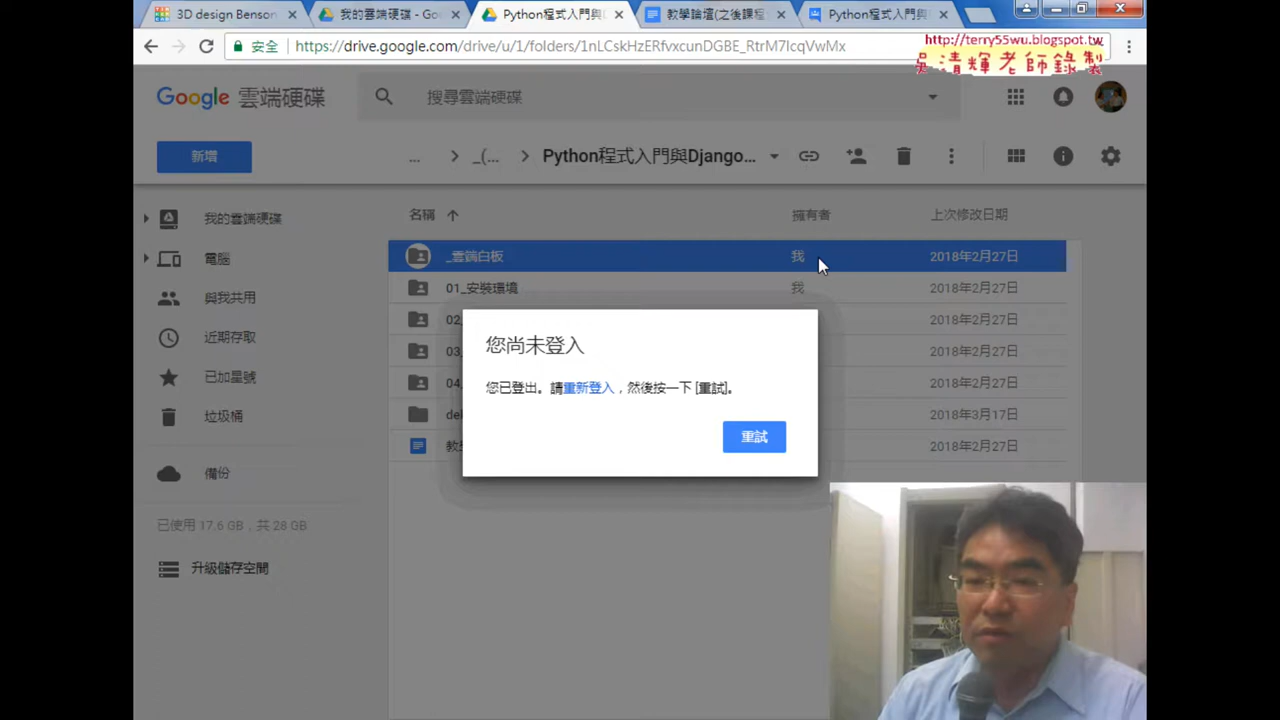 3D design Benson
我的雲端硬碟 - Go
Python程式入門與
教學論壇(之後課程
Python程式入門與
安全
https://drive.google.com/drive/u/1/folders/1nLCskHzERfvxcunDGBE_RtrM7IcqVwMx
http://terry55wu.blogspot.tw
吳清輝老師錄製
Google 雲端硬碟
搜尋雲端硬碟
新增
...
_(...
Python程式入門與Django...
名稱
擁有者
上次修改日期
我的雲端硬碟
電腦
與我共用
近期存取
已加星號
垃圾桶
備份
已使用 17.6 GB，共 28 GB
升級儲存空間
_雲端白板
我
2018年2月27日
01_安裝環境
我
2018年2月27日
02
2018年2月27日
03
2018年2月27日
04
2018年2月27日
de
2018年3月17日
教
2018年2月27日
您尚未登入
您已登出。請重新登入，然後按一下 [重試]。
重試